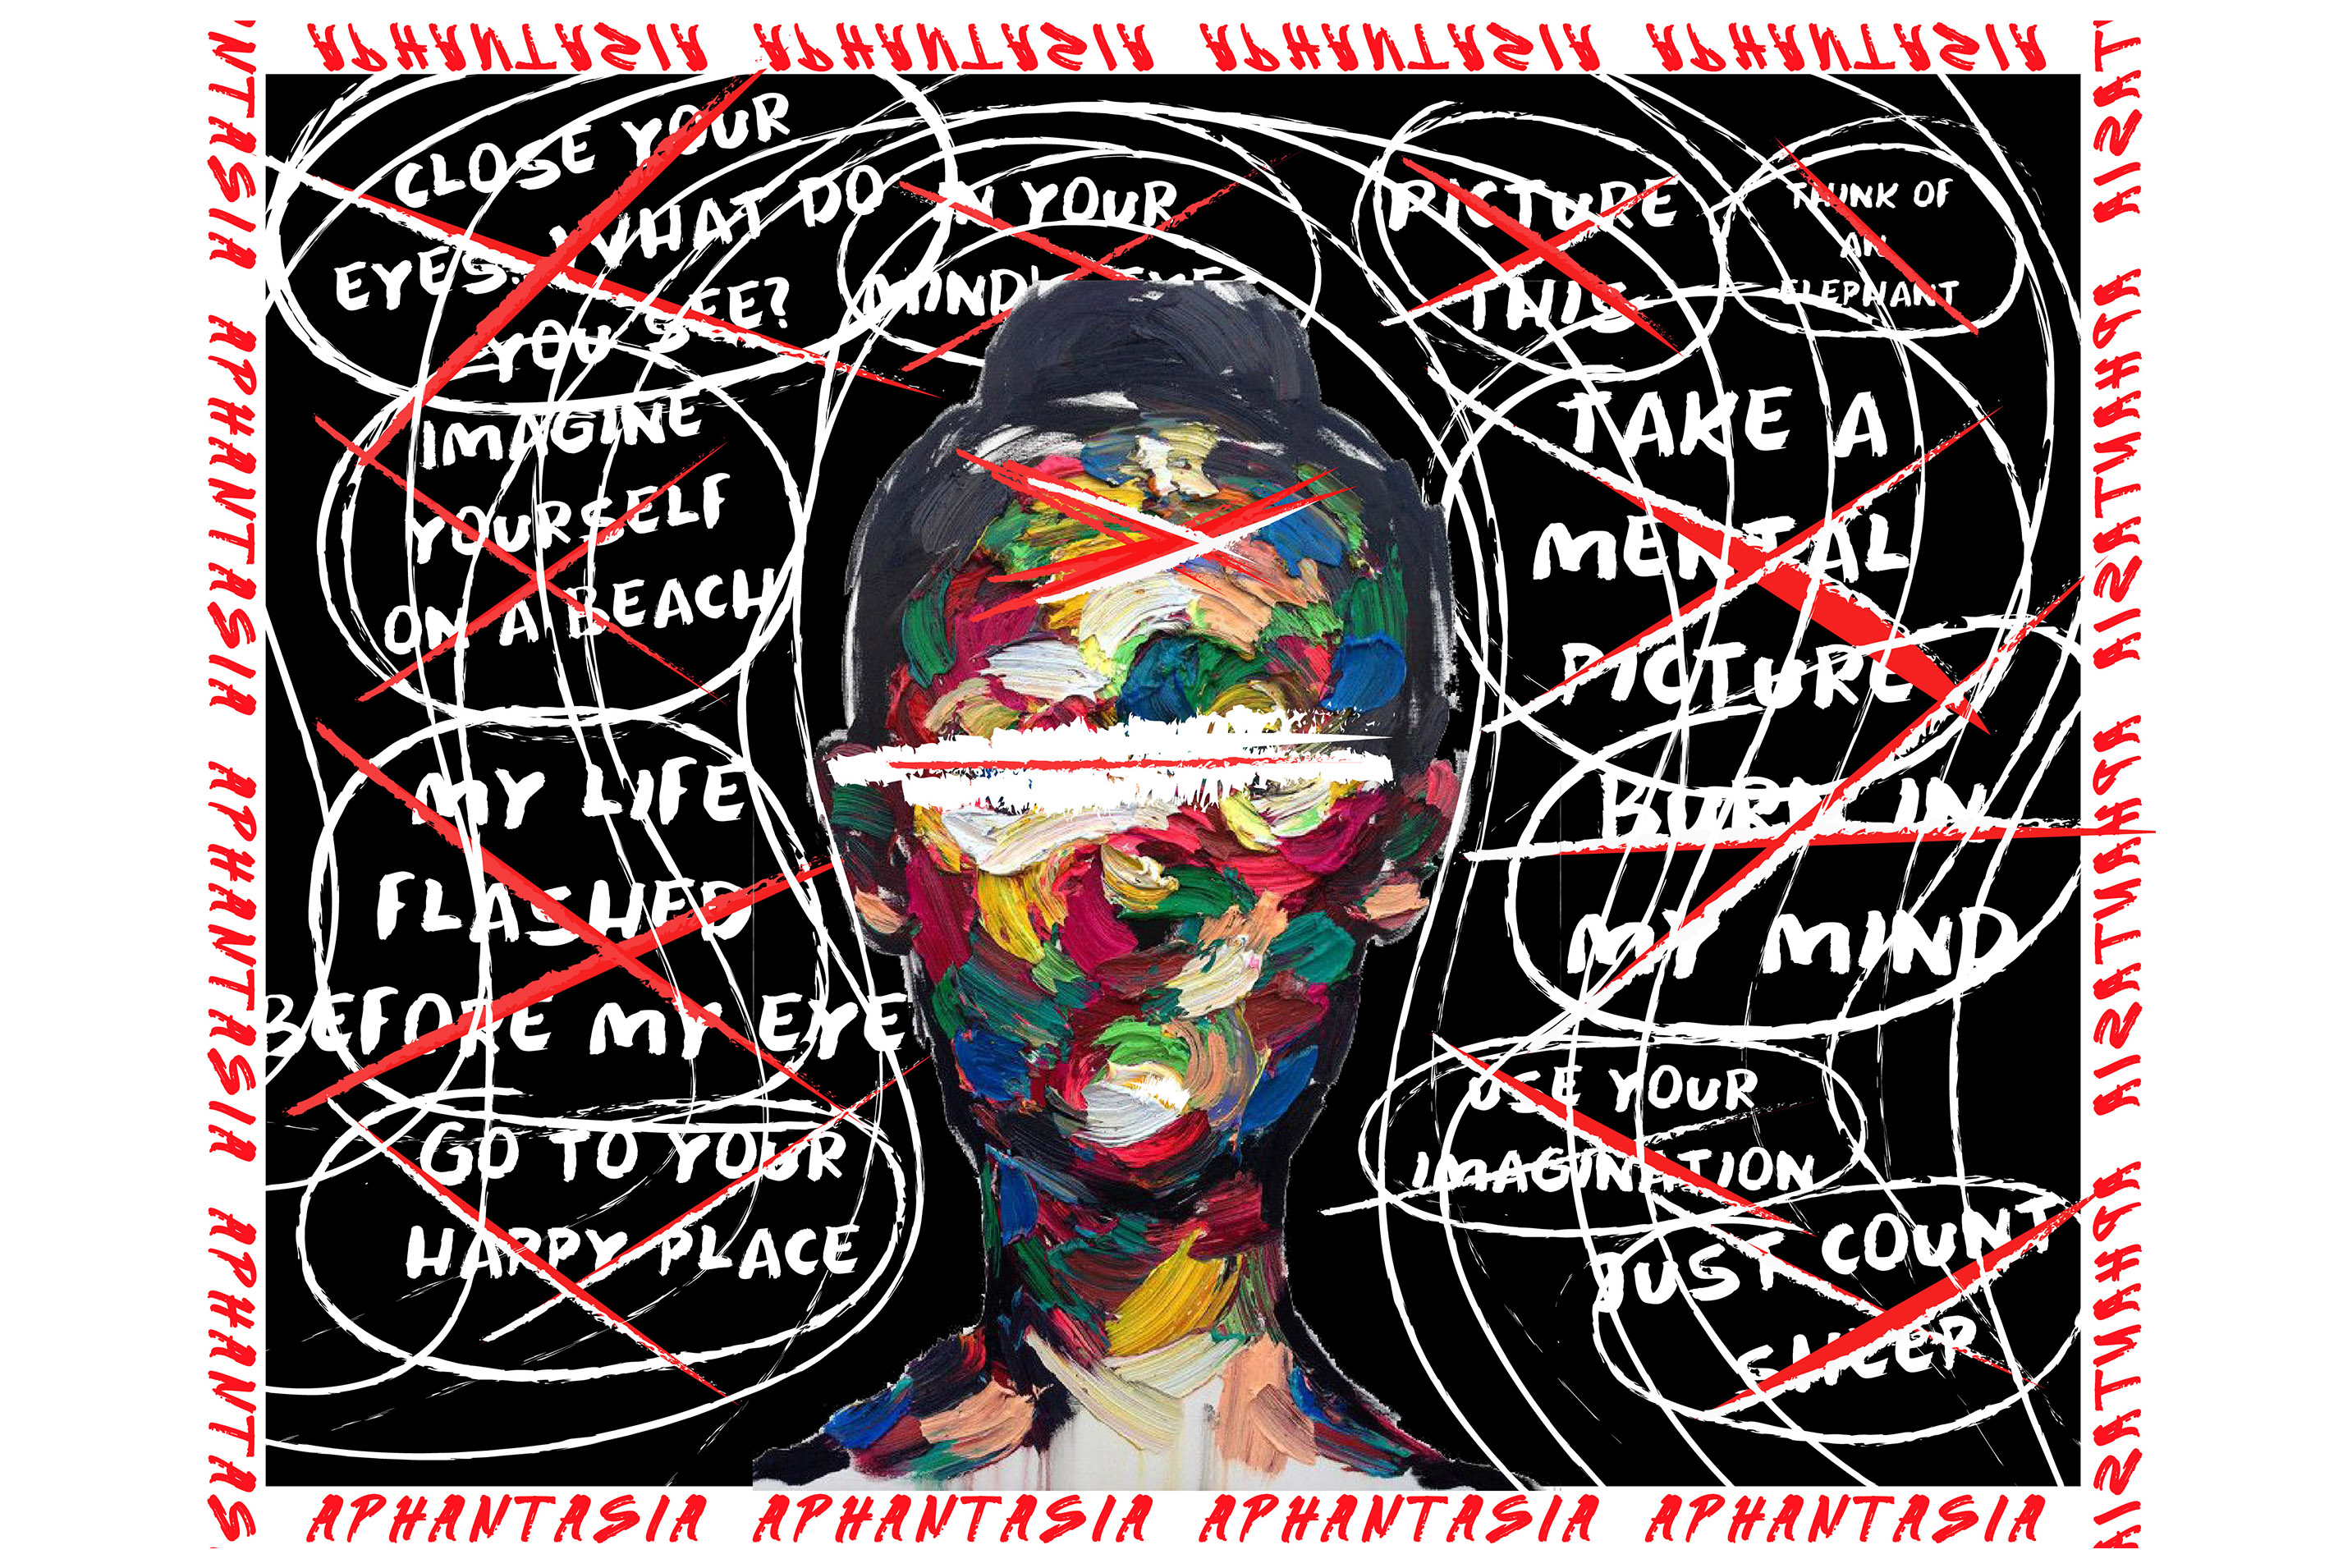 APHANTASIA APHANTASIA APHANTASIA APHANTASIA
NTASIA APHANTASIA APHANTASIA APHANTAS
CLOSE YOUR
EYES. WHAT DO
YOU SEE?
IN YOUR
MIND'S EYE
PICTURE
THIS
THINK OF
AN
ELEPHANT
IMAGINE
YOURSELF
ON A BEACH
TAKE A
MENTAL
PICTURE
MY LIFE
FLASHED
BEFORE MY EYE
BURN IN
MY MIND
GO TO YOUR
HAPPY PLACE
USE YOUR
IMAGINATION
JUST COUNT
SHEEP
TASIA APHANTASIA APHANTASIA APHANTASIA
APHANTASIA APHANTASIA APHANTASIA APHANTASIA